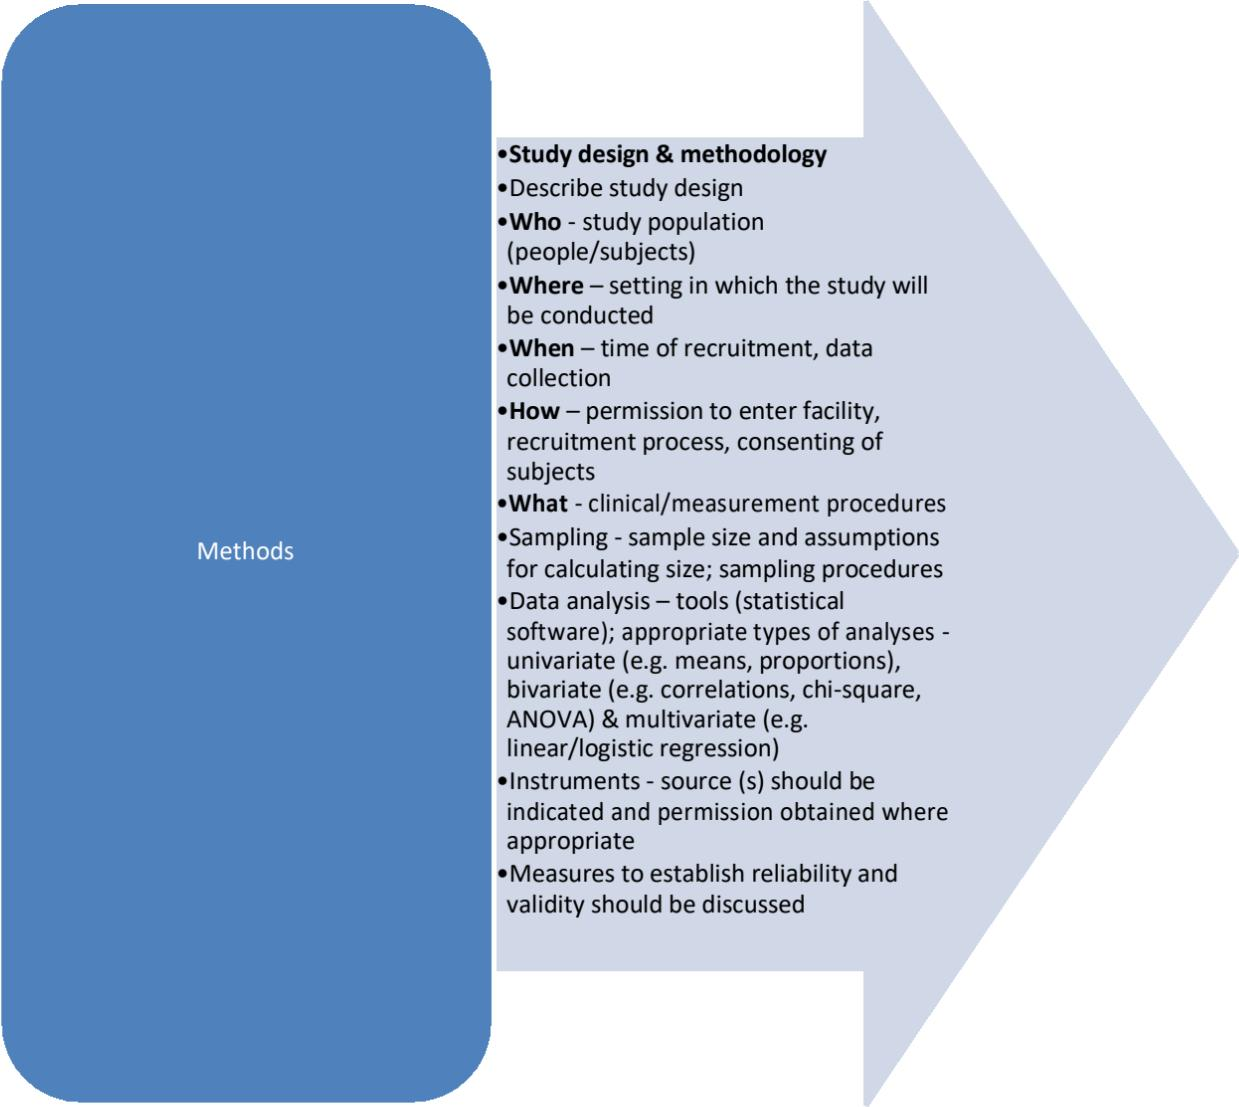 Methods
•Study design & methodology
•Describe study design
•Who - study population
(people/subjects)
•Where – setting in which the study will
be conducted
•When – time of recruitment, data
collection
•How – permission to enter facility,
recruitment process, consenting of
subjects
•What - clinical/measurement procedures
•Sampling - sample size and assumptions
for calculating size; sampling procedures
•Data analysis – tools (statistical
software); appropriate types of analyses -
univariate (e.g. means, proportions),
bivariate (e.g. correlations, chi-square,
ANOVA) & multivariate (e.g.
linear/logistic regression)
•Instruments - source (s) should be
indicated and permission obtained where
appropriate
•Measures to establish reliability and
validity should be discussed